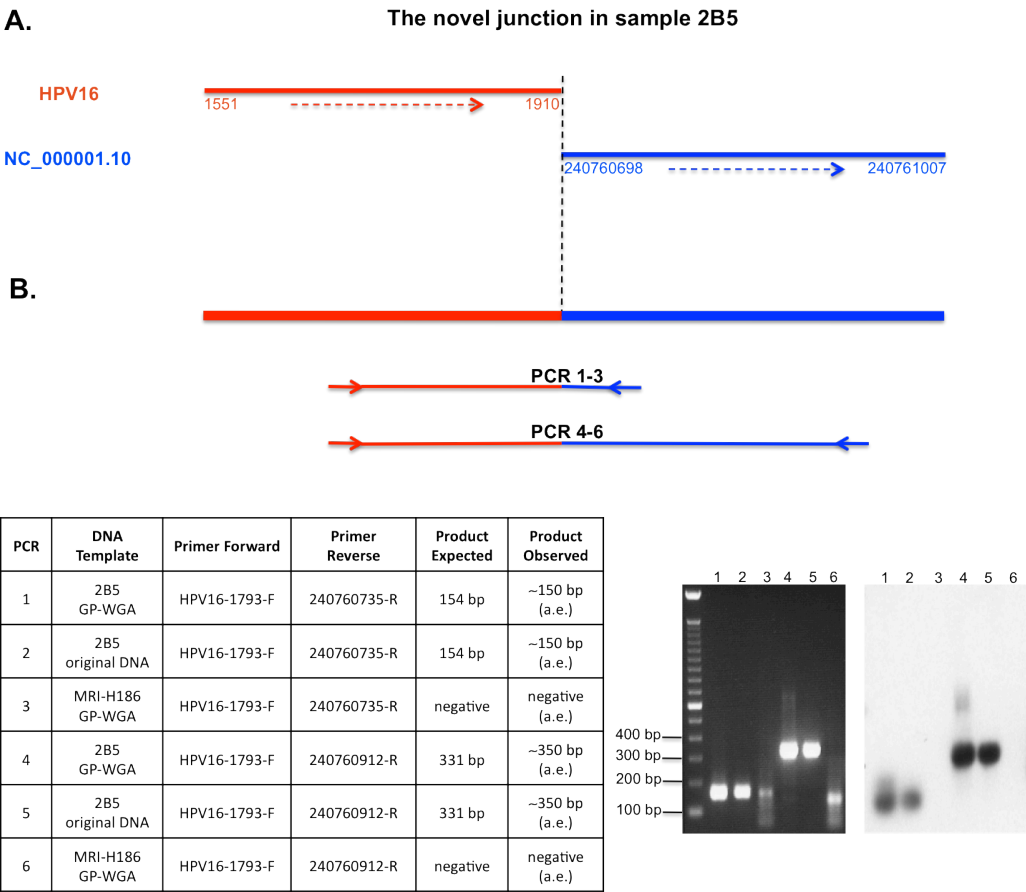 A.
The novel junction in sample 2B5
HPV16
1551
1910
NC_000001.10
240760698
240761007
B.
PCR 1-3
PCR 4-6
PCR DNA Template Primer Forward Primer Reverse Product Expected Product Observed
1 2B5 GP-WGA HPV16-1793-F 240760735-R 154 bp ~150 bp (a.e.)
2 2B5 original DNA HPV16-1793-F 240760735-R 154 bp ~150 bp (a.e.)
3 MRI-H186 GP-WGA HPV16-1793-F 240760735-R negative negative (a.e.)
4 2B5 GP-WGA HPV16-1793-F 240760912-R 331 bp ~350 bp (a.e.)
5 2B5 original DNA HPV16-1793-F 240760912-R 331 bp ~350 bp (a.e.)
6 MRI-H186 GP-WGA HPV16-1793-F 240760912-R negative negative (a.e.)
1 2 3 4 5 6
400 bp
300 bp
200 bp
100 bp
1 2 3 4 5 6